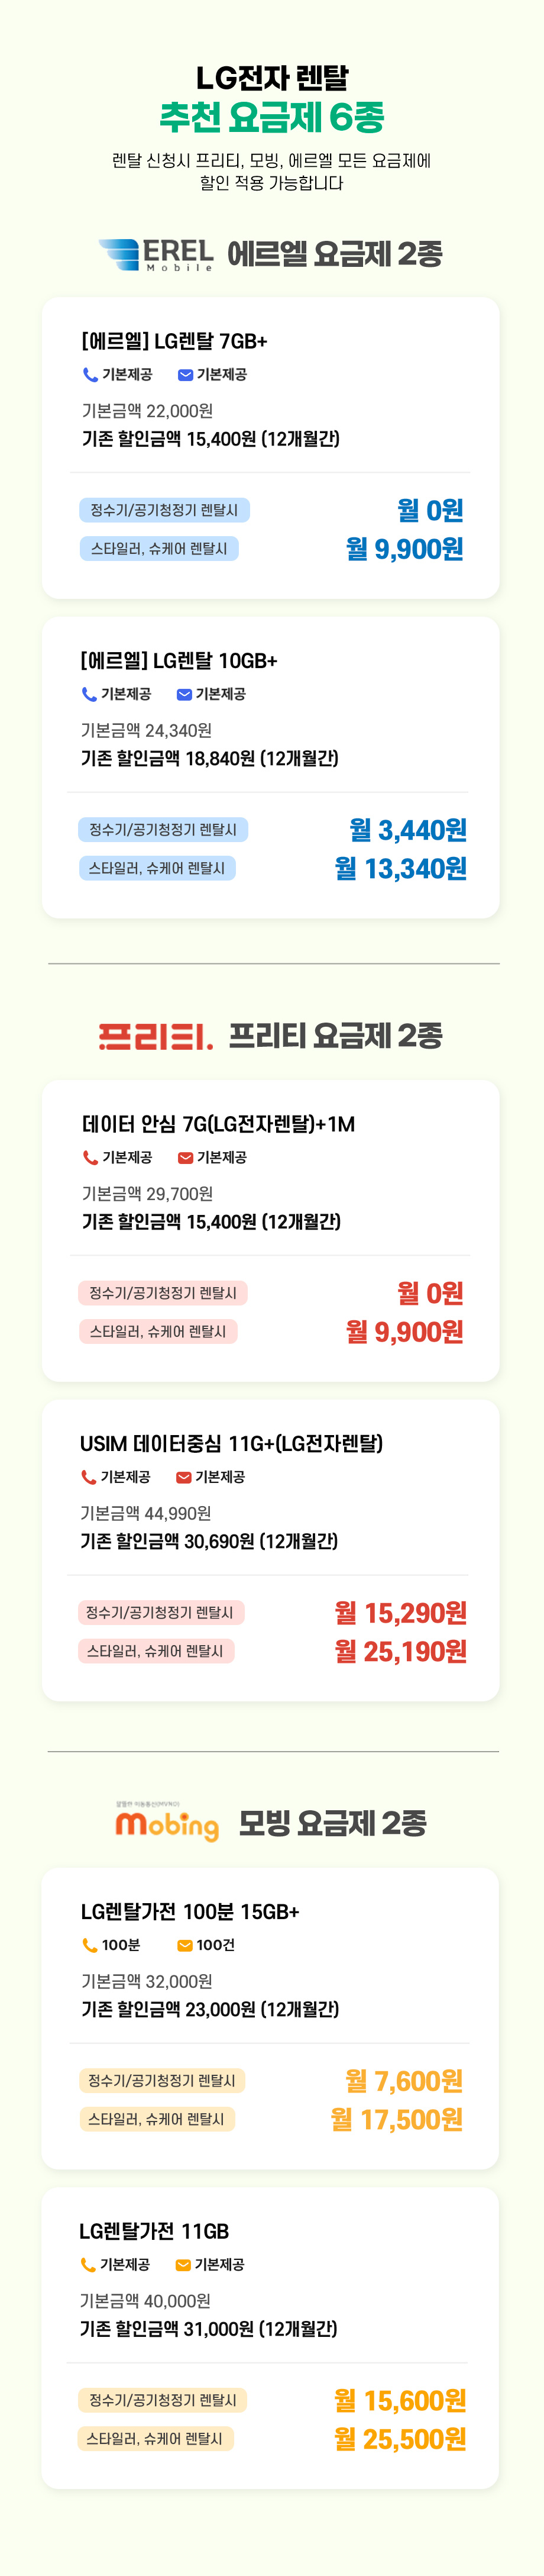 LG전자 렌탈
추천 요금제 6종
렌탈 신청시 프리티, 모빙, 에르엘 모든 요금제에
할인 적용 가능합니다
EREL
Mobile
에르엘 요금제 2종
[에르엘] LG렌탈 7GB+
기본제공 기본제공
기본금액 22,000원
기존 할인금액 15,400원 (12개월간)
정수기/공기청정기 렌탈시 월 0원
스타일러, 슈케어 렌탈시 월 9,900원
[에르엘] LG렌탈 10GB+
기본제공 기본제공
기본금액 24,340원
기존 할인금액 18,840원 (12개월간)
정수기/공기청정기 렌탈시 월 3,440원
스타일러, 슈케어 렌탈시 월 13,340원
프리티. 프리티 요금제 2종
데이터 안심 7G(LG전자렌탈)+1M
기본제공 기본제공
기본금액 29,700원
기존 할인금액 15,400원 (12개월간)
정수기/공기청정기 렌탈시 월 0원
스타일러, 슈케어 렌탈시 월 9,900원
USIM 데이터중심 11G+(LG전자렌탈)
기본제공 기본제공
기본금액 44,990원
기존 할인금액 30,690원 (12개월간)
정수기/공기청정기 렌탈시 월 15,290원
스타일러, 슈케어 렌탈시 월 25,190원
알뜰한 이동통신(MVNO)
mobing 모빙 요금제 2종
LG렌탈가전 100분 15GB+
100분 100건
기본금액 32,000원
기존 할인금액 23,000원 (12개월간)
정수기/공기청정기 렌탈시 월 7,600원
스타일러, 슈케어 렌탈시 월 17,500원
LG렌탈가전 11GB
기본제공 기본제공
기본금액 40,000원
기존 할인금액 31,000원 (12개월간)
정수기/공기청정기 렌탈시 월 15,600원
스타일러, 슈케어 렌탈시 월 25,500원